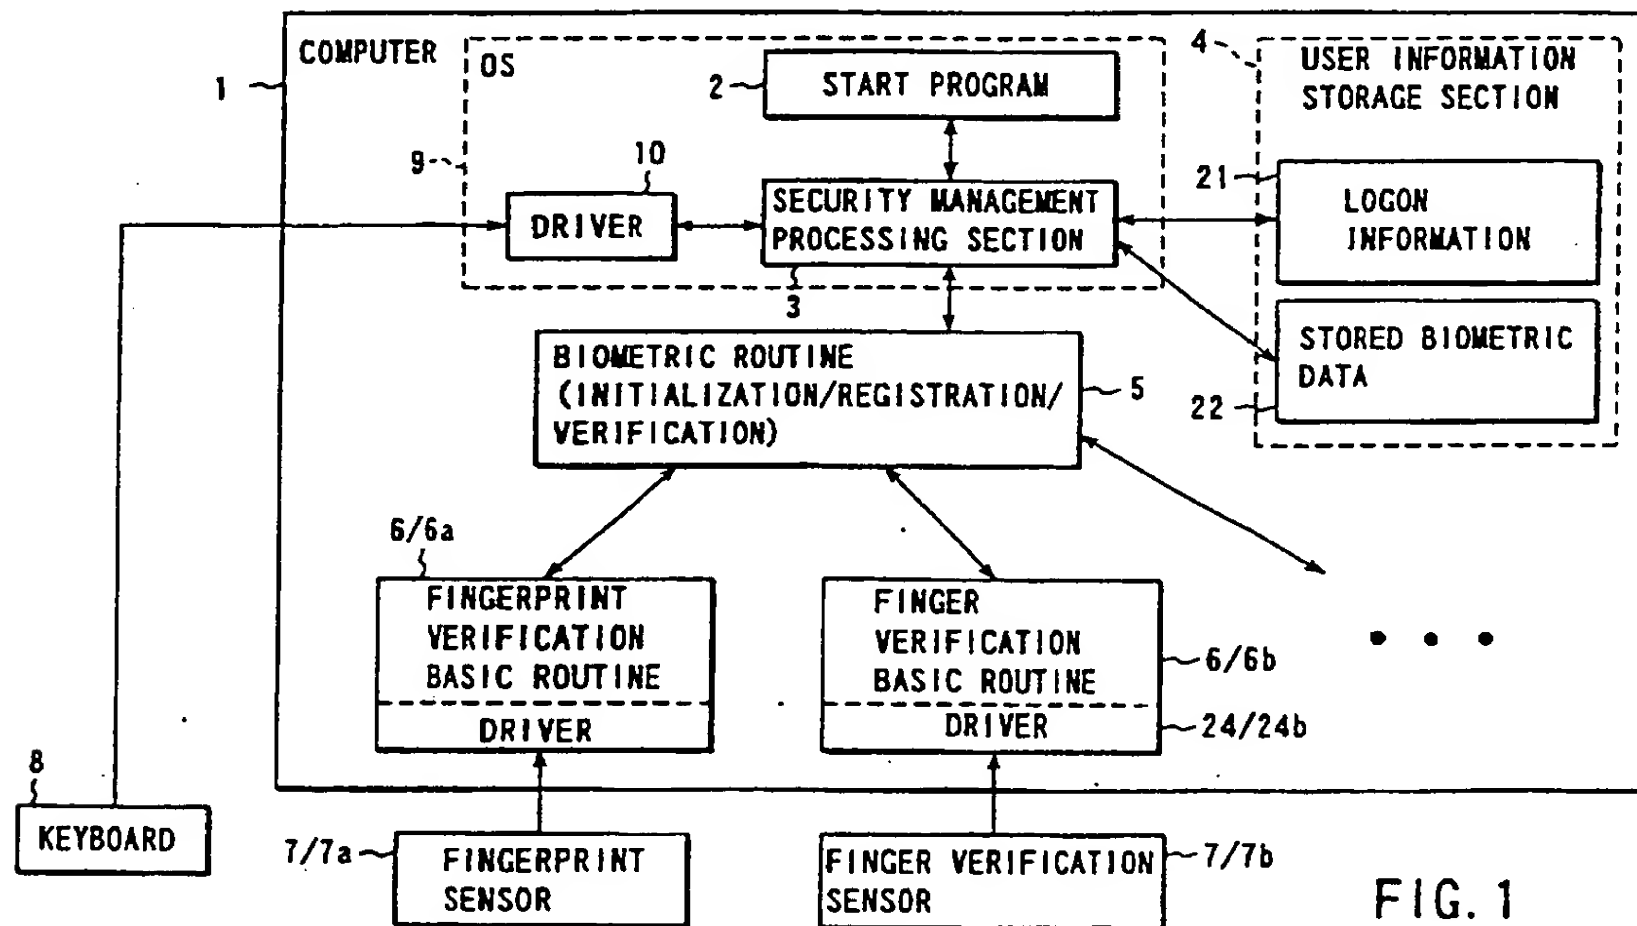 COMPUTER
1
OS
2
START PROGRAM
4
USER INFORMATION
STORAGE SECTION
9
10
DRIVER
SECURITY MANAGEMENT
PROCESSING SECTION
3
21
LOGON
INFORMATION
STORED BIOMETRIC
DATA
22
BIOMETRIC ROUTINE
(INITIALIZATION/REGISTRATION/
VERIFICATION)
5
6/6a
FINGERPRINT
VERIFICATION
BASIC ROUTINE
DRIVER
FINGER
VERIFICATION
BASIC ROUTINE
6/6b
DRIVER
24/24b
8
KEYBOARD
7/7a
FINGERPRINT
SENSOR
FINGER VERIFICATION
SENSOR
7/7b
FIG. 1